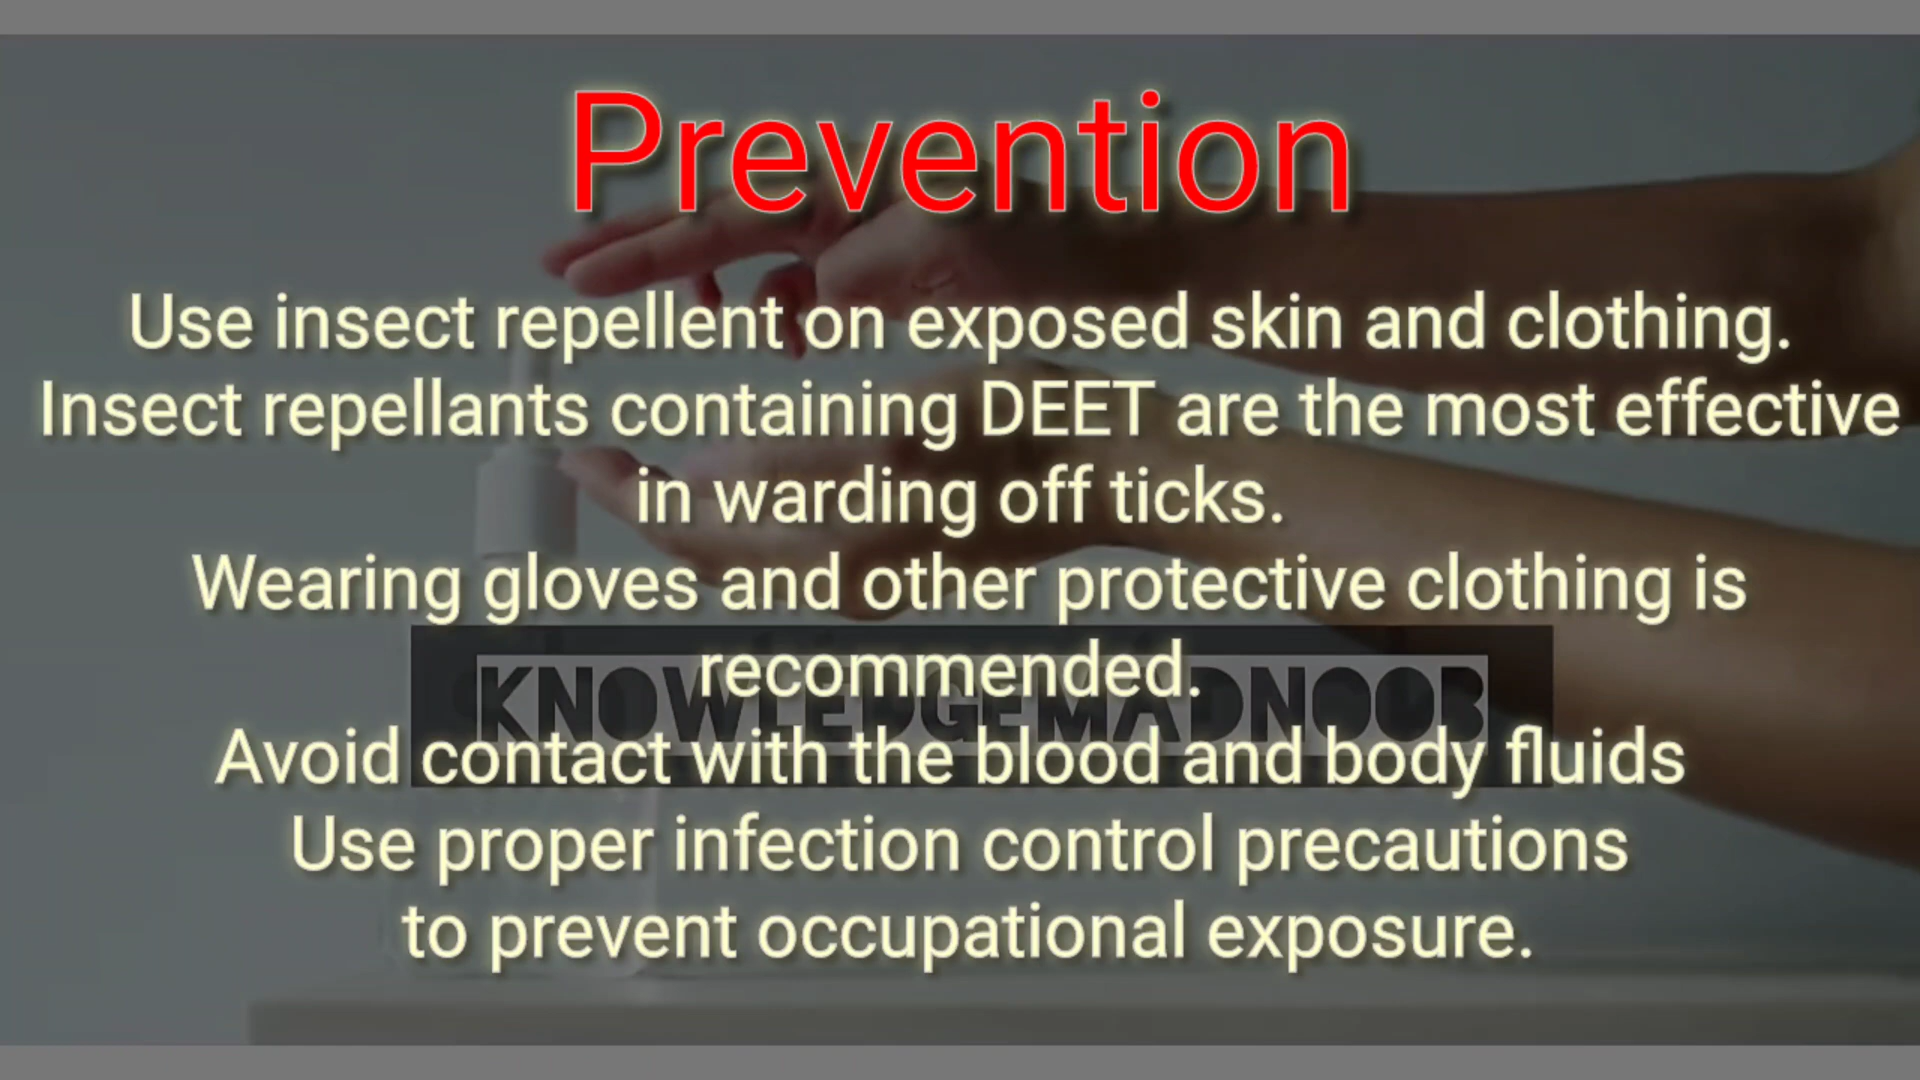 Prevention
Use insect repellent on exposed skin and clothing.
Insect repellants containing DEET are the most effective
in warding off ticks.
Wearing gloves and other protective clothing is
recommended.
KNOWLEDGEMADNOOB
Avoid contact with the blood and body fluids
Use proper infection control precautions
to prevent occupational exposure.